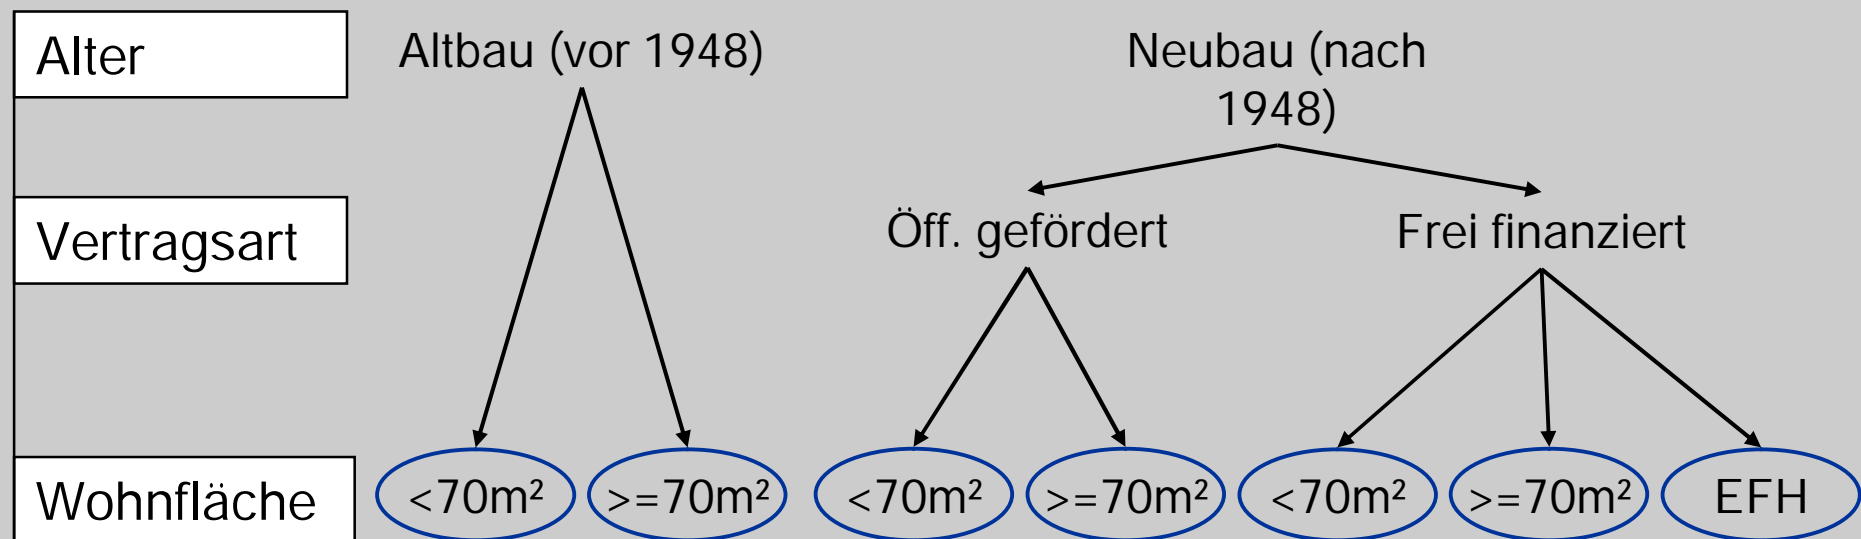 Alter
Altbau (vor 1948)
Neubau (nach
1948)
Vertragsart
Öff. gefördert
Frei finanziert
Wohnfläche
<70m²
>=70m²
<70m²
>=70m²
<70m²
>=70m²
EFH